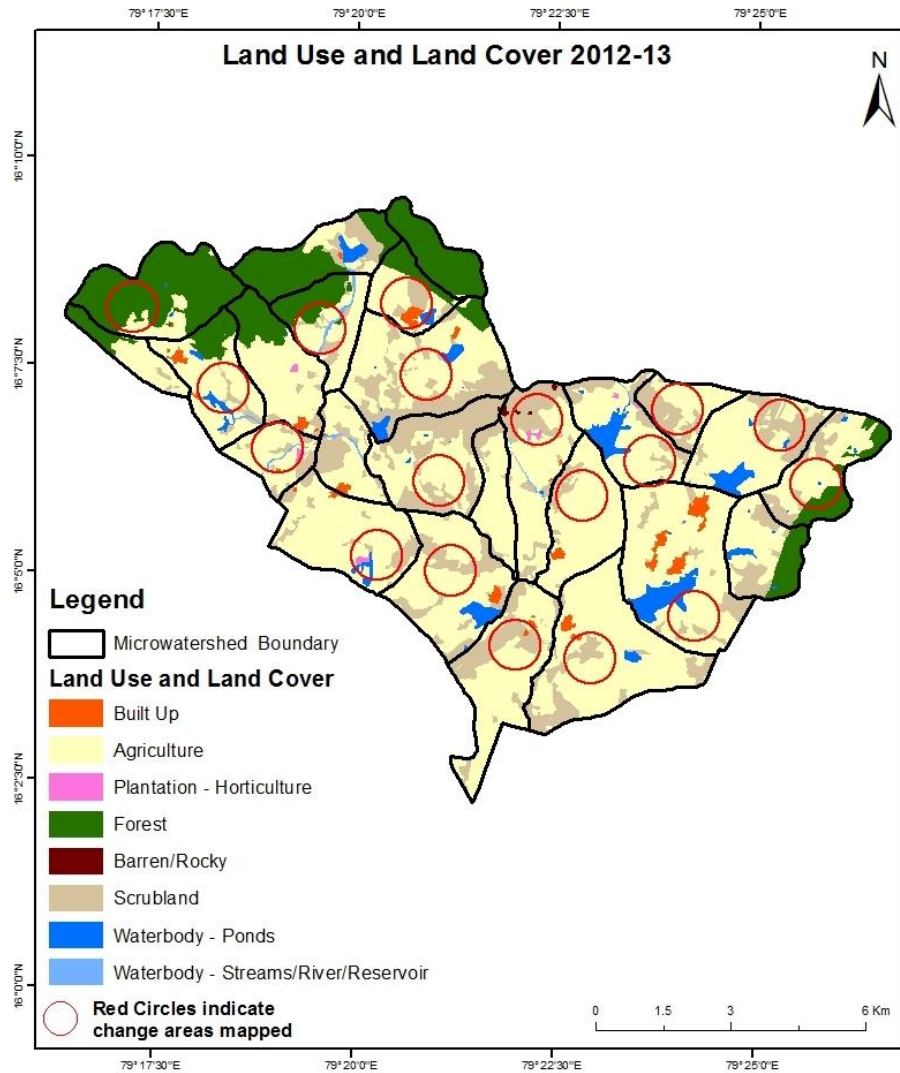 79°17'30"E 79°20'0"E 79°22'30"E 79°25'0"E
Land Use and Land Cover 2012-13
N
16°10'0"N
16°7'30"N
16°5'0"N
16°2'30"N
16°0'0"N
Legend
Microwatershed Boundary
Land Use and Land Cover
Built Up
Agriculture
Plantation - Horticulture
Forest
Barren/Rocky
Scrubland
Waterbody - Ponds
Waterbody - Streams/River/Reservoir
Red Circles indicate
change areas mapped
0 1.5 3 6 Km
79°17'30"E 79°20'0"E 79°22'30"E 79°25'0"E